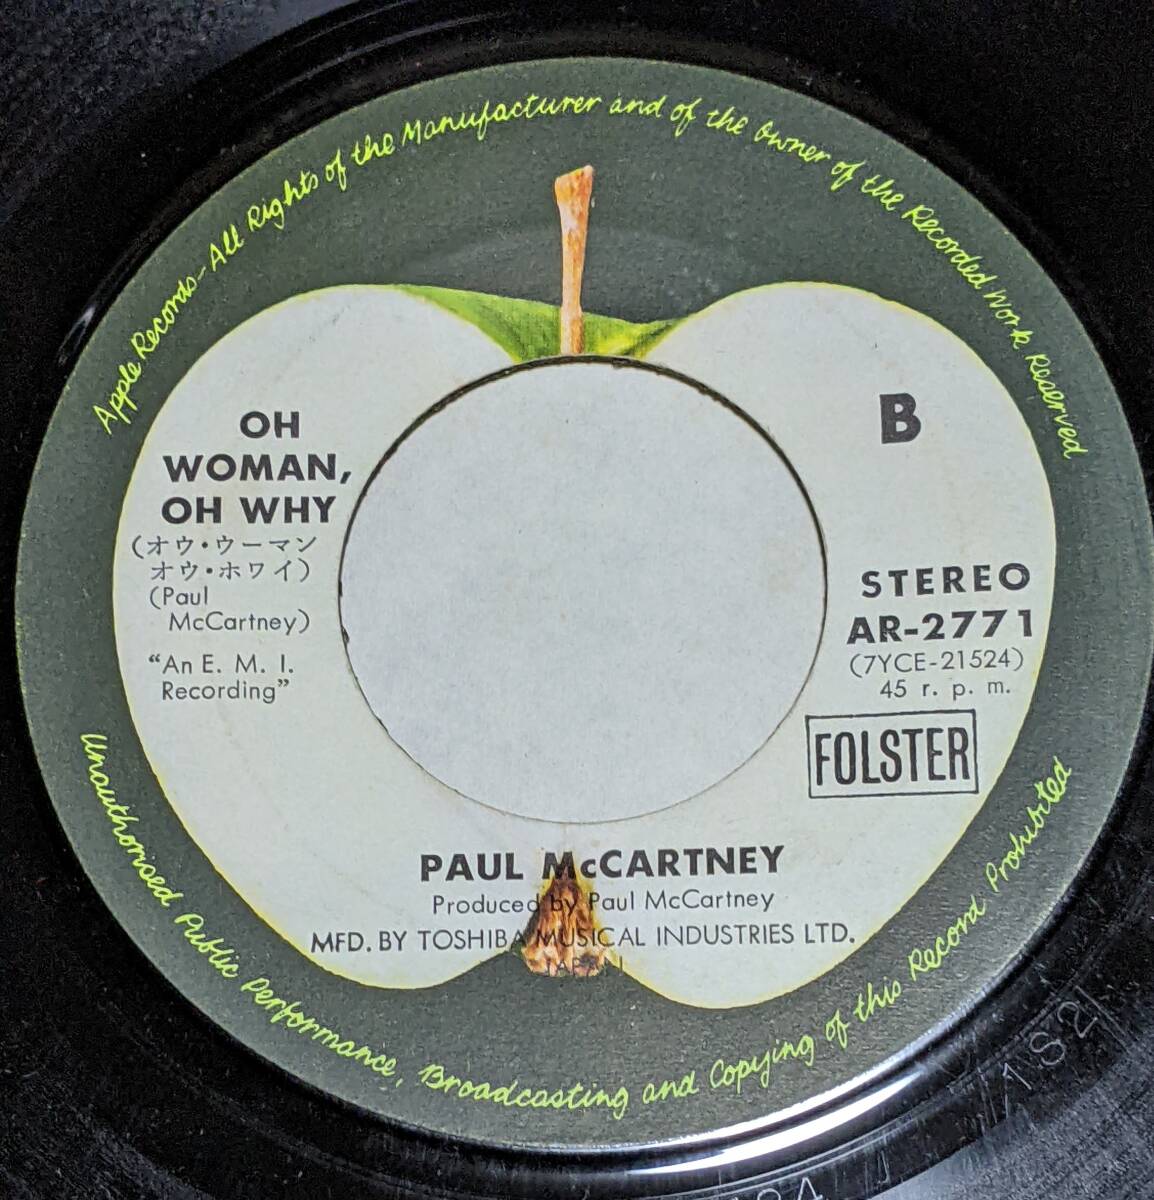 Apple Records-All Rights of the Manufacturer and of the Owner of the Recorded Work Reserved
OH
WOMAN,
OH WHY
(オウ・ウーマン
オウ・ホワイ)
(Paul
McCartney)
"An E. M. I.
Recording"
B
STEREO
AR-2771
(7YCE-21524)
45 r. p. m.
FOLSTER
PAUL McCARTNEY
Produced by Paul McCartney
MFD. BY TOSHIBA MUSICAL INDUSTRIES LTD.
JAPAN
Unauthorised Public Performance, Broadcasting and Copying of this Record Prohibited